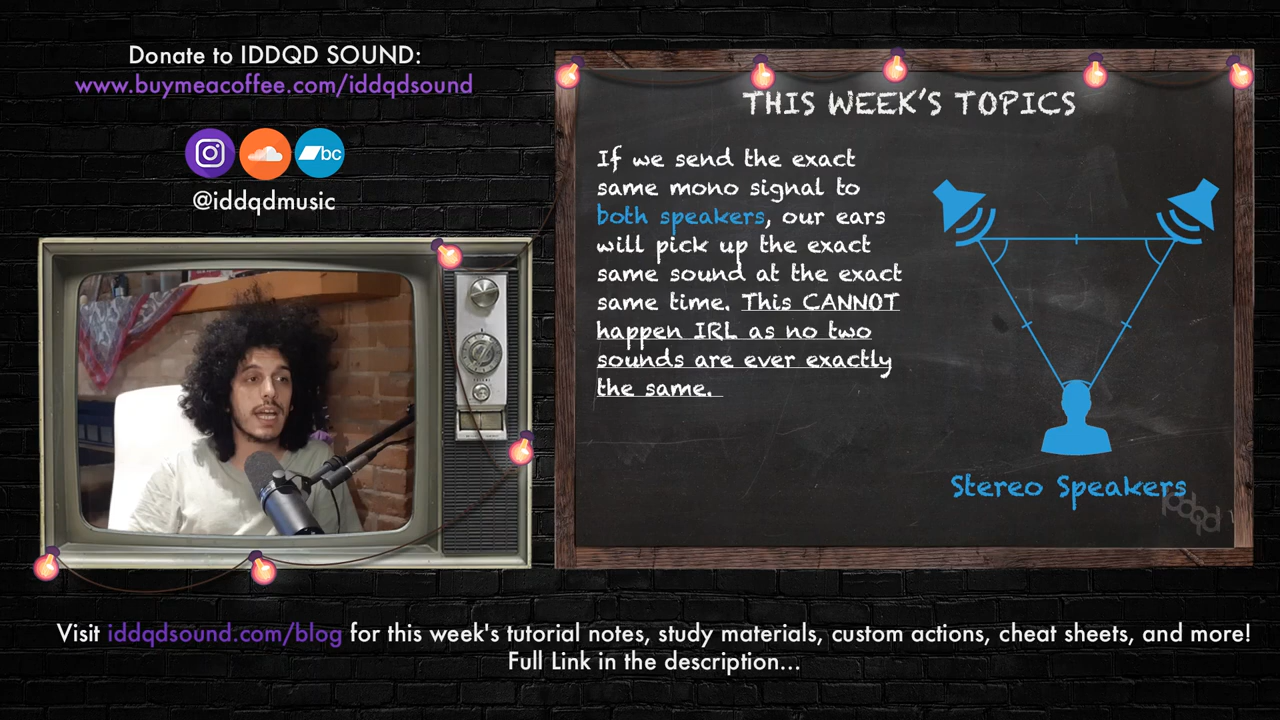 Donate to IDDQD SOUND:
www.buymeacoffee.com/iddqdsound
bc
@iddqdmusic
THIS WEEK'S TOPICS
If we send the exact
same mono signal to
both speakers, our ears
will pick up the exact
same sound at the exact
same time. This CANNOT
happen IRL as no two
sounds are ever exactly
the same.
Stereo Speakers
Visit iddqdsound.com/blog for this week's tutorial notes, study materials, custom actions, cheat sheets, and more!
Full Link in the description...